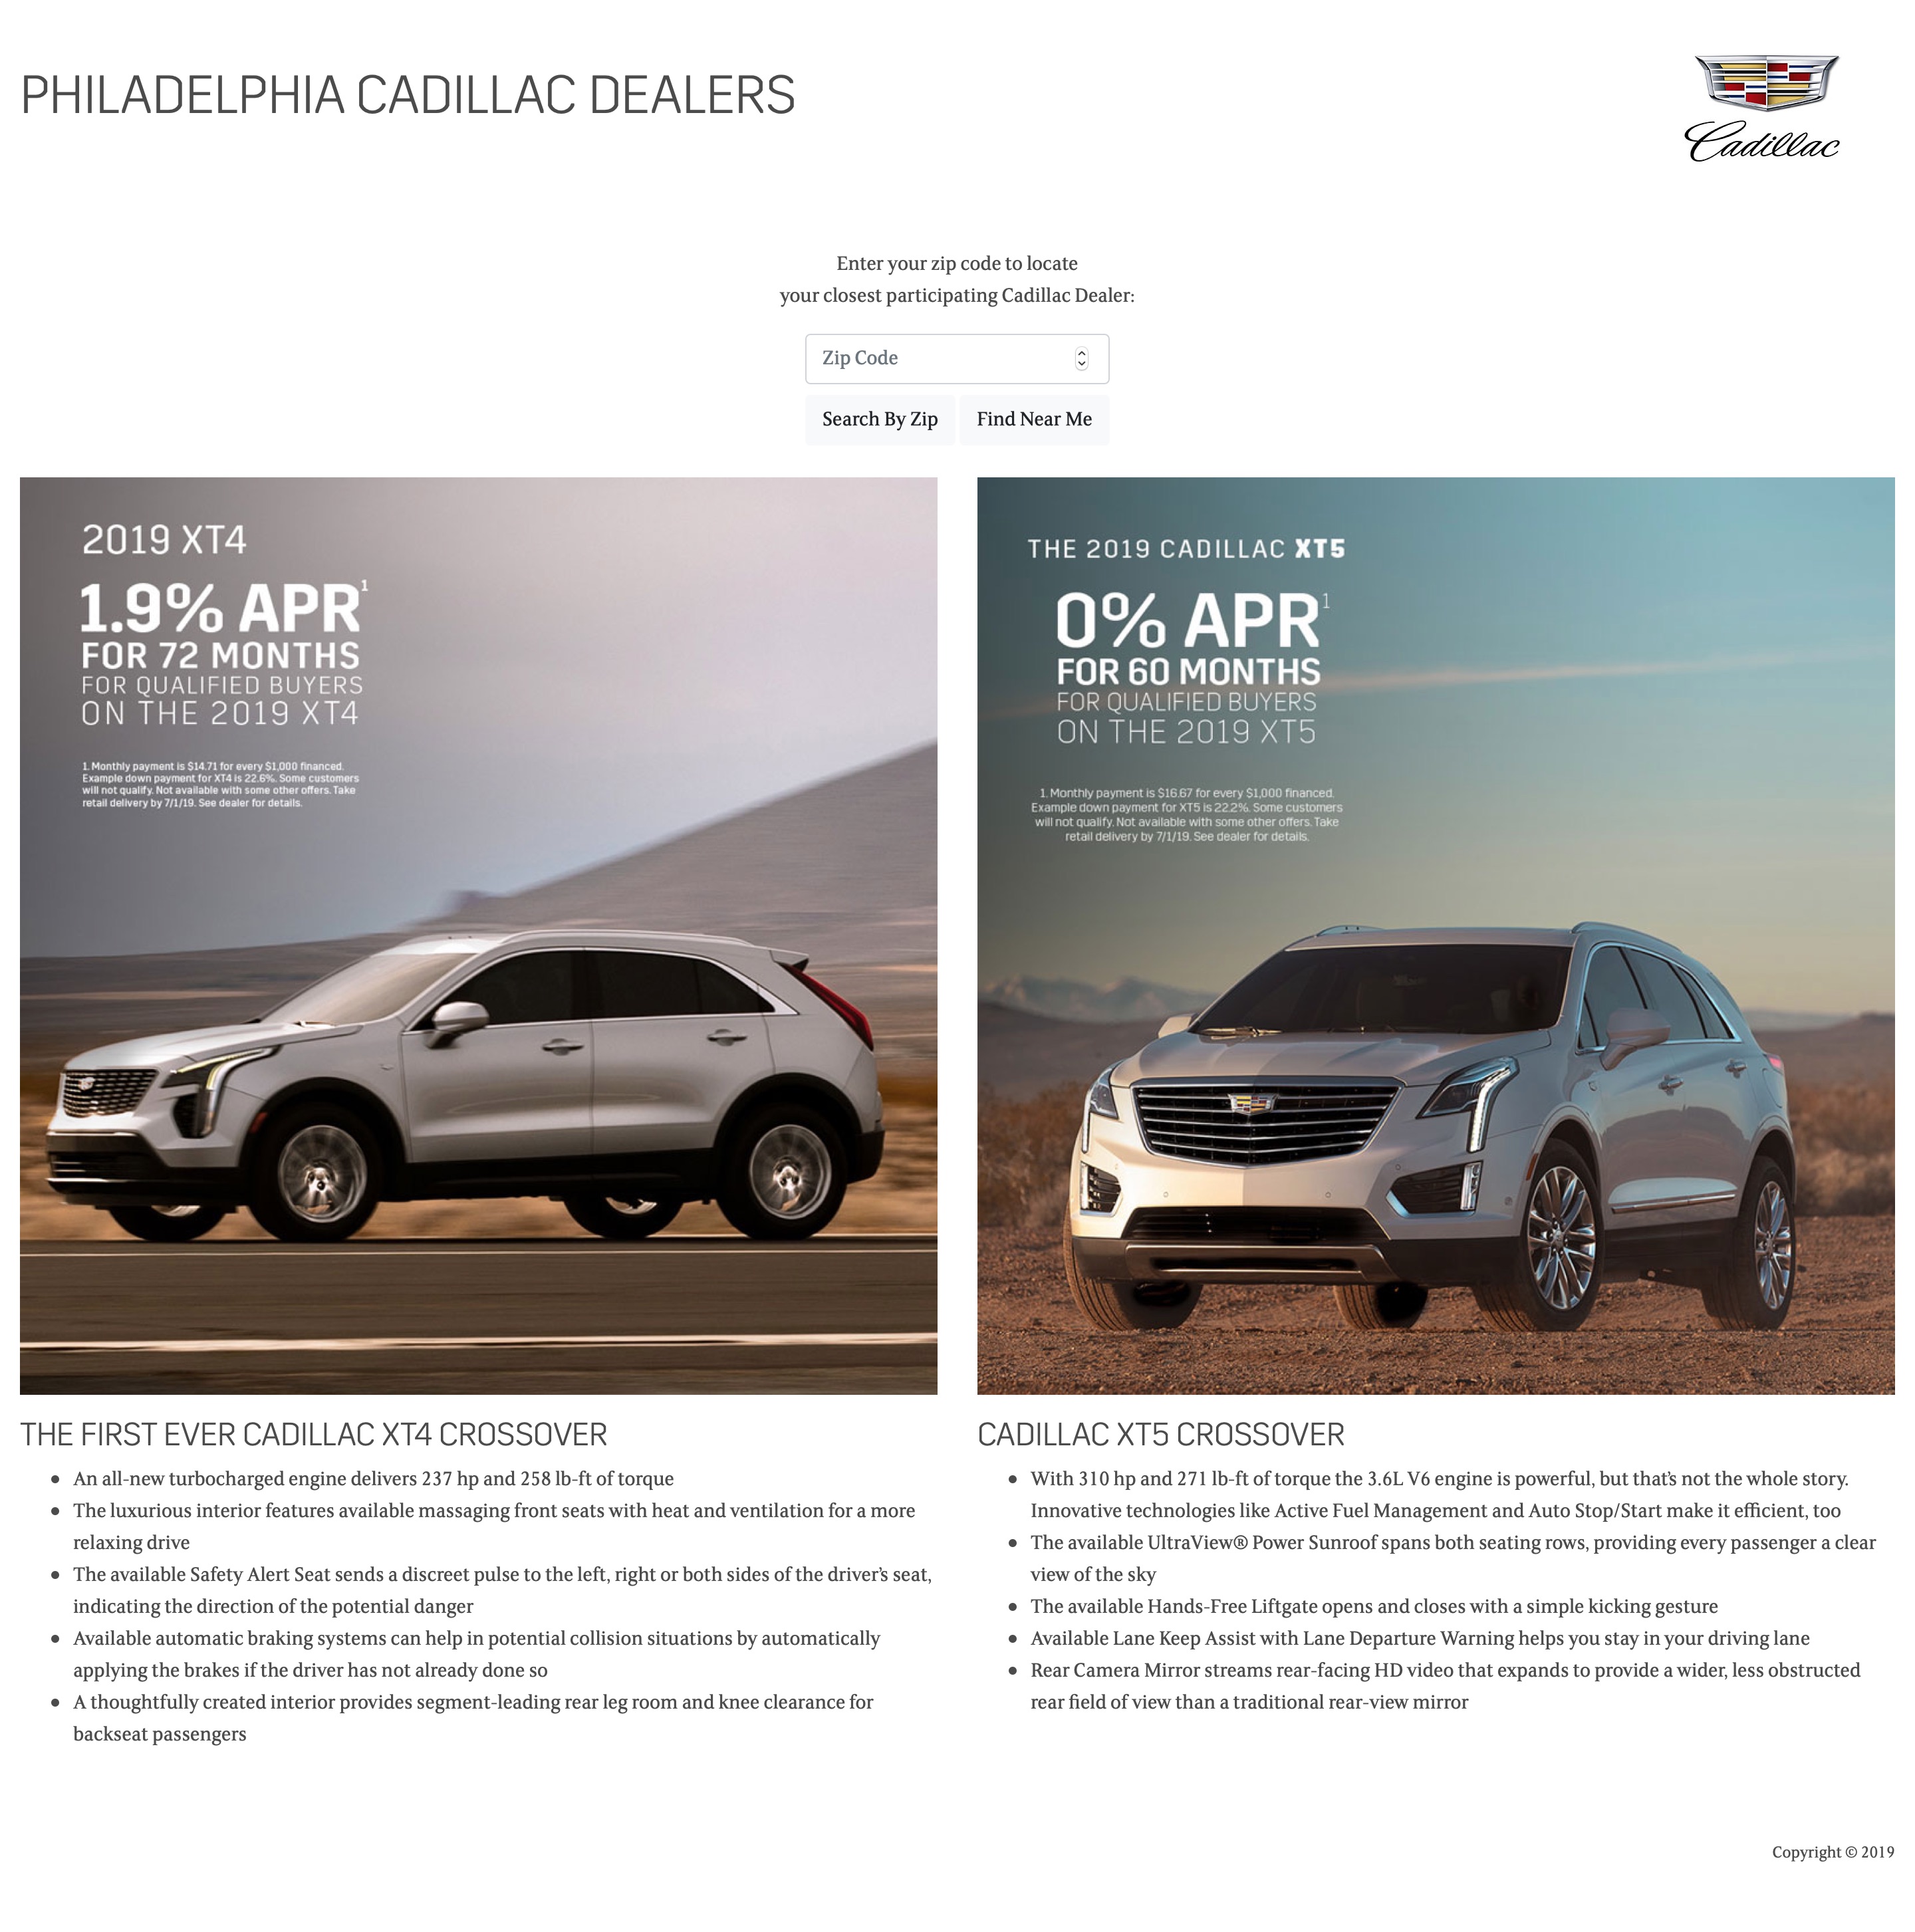 PHILADELPHIA CADILLAC DEALERS
Cadillac
Enter your zip code to locate
your closest participating Cadillac Dealer:
Zip Code
Search By Zip
Find Near Me
2019 XT4
1.9% APR1
FOR 72 MONTHS
FOR QUALIFIED BUYERS
ON THE 2019 XT4
1. Monthly payment is $14.71 for every $1,000 financed.
Example down payment for XT4 is 22.6%. Some customers
will not qualify. Not available with some other offers. Take
retail delivery by 7/1/19. See dealer for details.
THE 2019 CADILLAC XT5
0% APR1
FOR 60 MONTHS
FOR QUALIFIED BUYERS
ON THE 2019 XT5
1. Monthly payment is $16.67 for every $1,000 financed.
Example down payment for XT5 is 22.2%. Some customers
will not qualify. Not available with some other offers. Take
retail delivery by 7/1/19. See dealer for details.
THE FIRST EVER CADILLAC XT4 CROSSOVER
An all-new turbocharged engine delivers 237 hp and 258 lb-ft of torque
The luxurious interior features available massaging front seats with heat and ventilation for a more
relaxing drive
The available Safety Alert Seat sends a discreet pulse to the left, right or both sides of the driver's seat,
indicating the direction of the potential danger
Available automatic braking systems can help in potential collision situations by automatically
applying the brakes if the driver has not already done so
A thoughtfully created interior provides segment-leading rear leg room and knee clearance for
backseat passengers
CADILLAC XT5 CROSSOVER
With 310 hp and 271 lb-ft of torque the 3.6L V6 engine is powerful, but that's not the whole story.
Innovative technologies like Active Fuel Management and Auto Stop/Start make it efficient, too
The available UltraView® Power Sunroof spans both seating rows, providing every passenger a clear
view of the sky
The available Hands-Free Liftgate opens and closes with a simple kicking gesture
Available Lane Keep Assist with Lane Departure Warning helps you stay in your driving lane
Rear Camera Mirror streams rear-facing HD video that expands to provide a wider, less obstructed
rear field of view than a traditional rear-view mirror
Copyright © 2019